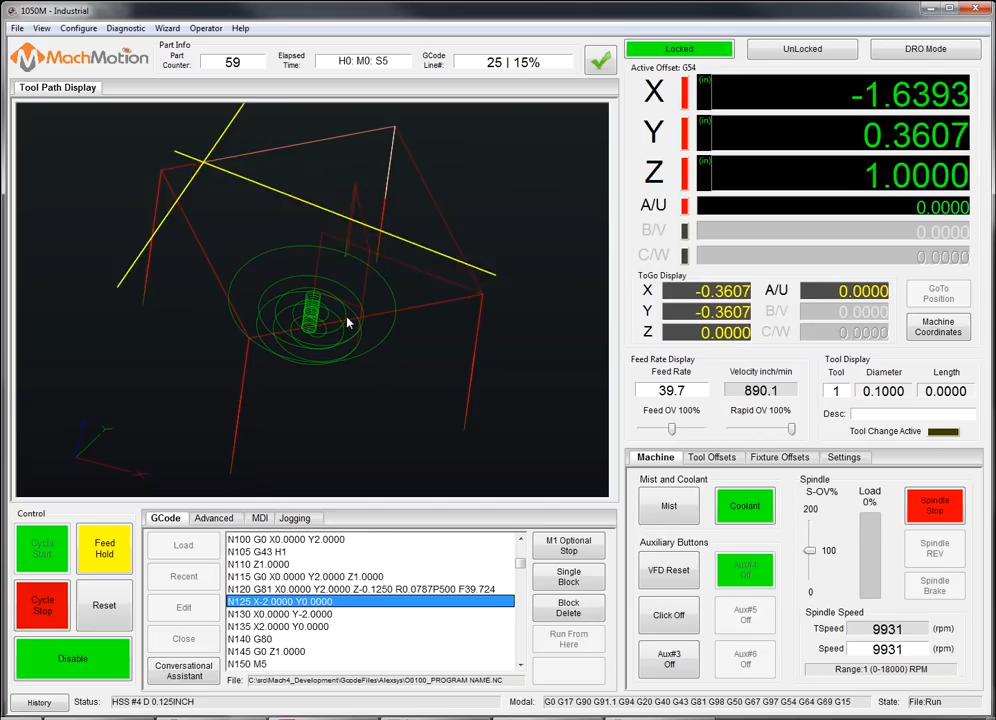 1050M - Industrial
File View Configure Diagnostic Wizard Operator Help
MachMotion
Part Info
Part Counter: 59
Elapsed Time: H0: M0: S5
GCode Line#: 25 | 15%
Locked
UnLocked
DRO Mode
Tool Path Display
Active Offset: G54
X (in) -1.6393
Y (in) 0.3607
Z (in) 1.0000
A/U 0.0000
B/V 0.0000
C/W 0.0000
ToGo Display
X -0.3607 A/U 0.0000
Y -0.3607 B/V 0.0000
Z 0.0000 C/W 0.0000
GoTo Position
Machine Coordinates
Feed Rate Display
Feed Rate
39.7
Velocity inch/min
890.1
Feed OV 100%
Rapid OV 100%
Tool Display
Tool Diameter Length
1 0.1000 0.0000
Desc:
Tool Change Active
Machine Tool Offsets Fixture Offsets Settings
Mist and Coolant
Mist
Coolant
Auxiliary Buttons
VFD Reset
Aux#4 Off
Click Off
Aux#5 Off
Aux#3 Off
Aux#6 Off
Spindle
S-OV%
200
100
0
Load
0%
Spindle Stop
Spindle REV
Spindle Brake
Spindle Speed
TSpeed 9931 (rpm)
Speed 9931 (rpm)
Range:1 (0-18000) RPM
Control
Cycle Start
Feed Hold
Cycle Stop
Reset
Disable
GCode Advanced MDI Jogging
Load
Recent
Edit
Close
Conversational Assistant
N100 G0 X0.0000 Y2.0000
N105 G43 H1
N110 Z1.0000
N115 G0 X0.0000 Y2.0000 Z1.0000
N120 G81 X0.0000 Y2.0000 Z-0.1250 R0.0787P500 F39.724
N125 X-2.0000 Y0.0000
N130 X0.0000 Y-2.0000
N135 X2.0000 Y0.0000
N140 G80
N145 G0 Z1.0000
N150 M5
File: C:\src\Mach4_Development\GcodeFiles\Alexsys\O0100_PROGRAM NAME.NC
M1 Optional Stop
Single Block
Block Delete
Run From Here
History
Status: HSS #4 D 0.125INCH
Modal: G0 G17 G90 G91.1 G94 G20 G40 G43 G81 G98 G50 G67 G97 G54 G64 G69 G15
State: File:Run